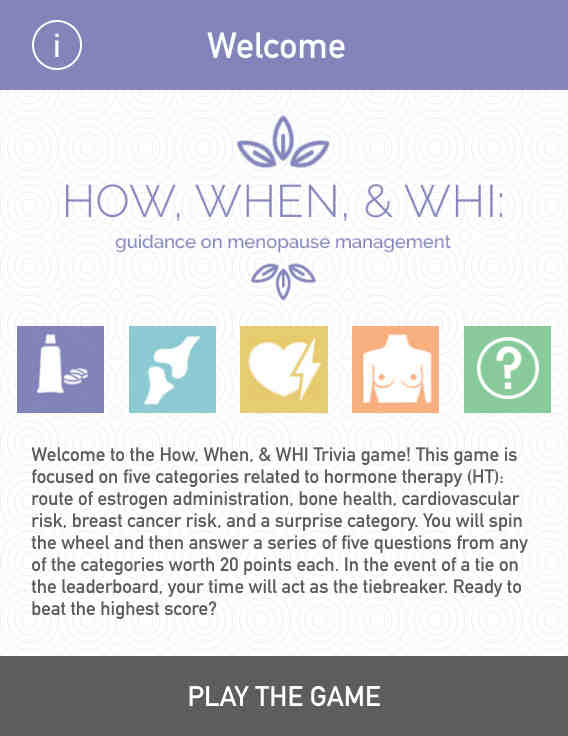 i
Welcome
HOW, WHEN, & WHI:
guidance on menopause management
?
Welcome to the How, When, & WHI Trivia game! This game is
focused on five categories related to hormone therapy (HT):
route of estrogen administration, bone health, cardiovascular
risk, breast cancer risk, and a surprise category. You will spin
the wheel and then answer a series of five questions from any
of the categories worth 20 points each. In the event of a tie on
the leaderboard, your time will act as the tiebreaker. Ready to
beat the highest score?
PLAY THE GAME